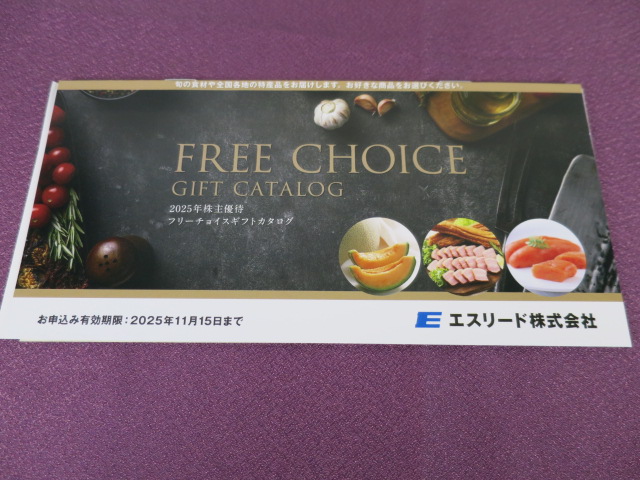 旬の食材や全国各地の特産品をお届けします。お好きな商品をお選びください。
FREE CHOICE
GIFT CATALOG
2025年株主優待
フリーチョイスギフトカタログ
お申込み有効期限：2025年11月15日まで
エスリード株式会社